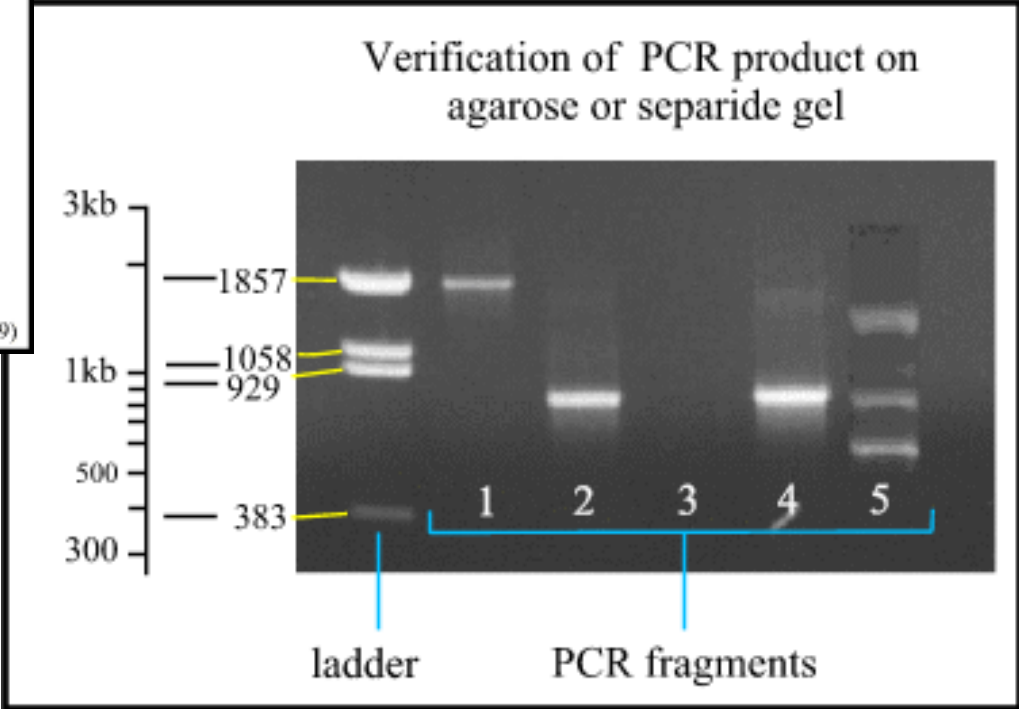 Verification of PCR product on
agarose or separide gel
9)
3kb
1857
1058
1kb
929
500
383
300
1 2 3 4 5
ladder
PCR fragments